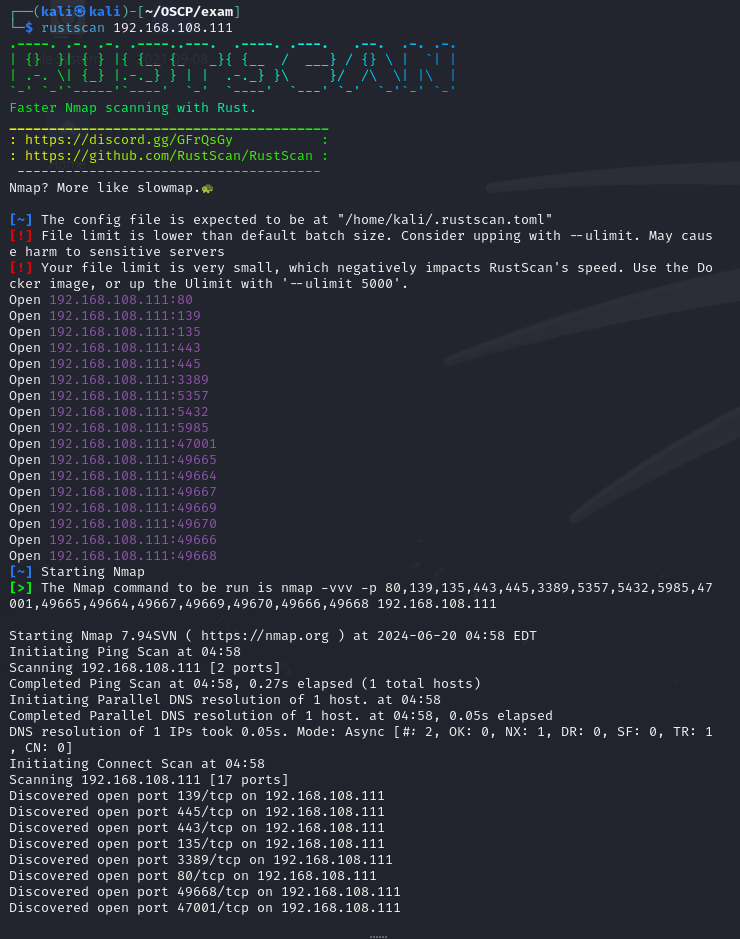 ┌──(kali㉿kali)-[~/OSCP/exam]
└─$ rustscan 192.168.108.111
.----. .-. .-. .----..---.  .----. .---.   .--.  .-. .-.
| {}  }| { } |{ {__ {_   _}{ {__  /  ___} / {} \ |  `| |
| .-. \| {_} |.-._} } | |  .-._} }\     }/  /\  \| |\  |
`-' `-'`-----'`----'  `-'  `----'  `---' `-'  `-'`-' `-'
Faster Nmap scanning with Rust.
________________________________________
: https://discord.gg/GFrQsGy           :
: https://github.com/RustScan/RustScan :
 --------------------------------------
Nmap? More like slowmap.🐢
[~] The config file is expected to be at "/home/kali/.rustscan.toml"
[!] File limit is lower than default batch size. Consider upping with --ulimit. May caus
e harm to sensitive servers
[!] Your file limit is very small, which negatively impacts RustScan's speed. Use the Do
cker image, or up the Ulimit with '--ulimit 5000'.
Open 192.168.108.111:80
Open 192.168.108.111:139
Open 192.168.108.111:135
Open 192.168.108.111:443
Open 192.168.108.111:445
Open 192.168.108.111:3389
Open 192.168.108.111:5357
Open 192.168.108.111:5432
Open 192.168.108.111:5985
Open 192.168.108.111:47001
Open 192.168.108.111:49665
Open 192.168.108.111:49664
Open 192.168.108.111:49667
Open 192.168.108.111:49669
Open 192.168.108.111:49670
Open 192.168.108.111:49666
Open 192.168.108.111:49668
[~] Starting Nmap
[>] The Nmap command to be run is nmap -vvv -p 80,139,135,443,445,3389,5357,5432,5985,47
001,49665,49664,49667,49669,49670,49666,49668 192.168.108.111
Starting Nmap 7.94SVN ( https://nmap.org ) at 2024-06-20 04:58 EDT
Initiating Ping Scan at 04:58
Scanning 192.168.108.111 [2 ports]
Completed Ping Scan at 04:58, 0.27s elapsed (1 total hosts)
Initiating Parallel DNS resolution of 1 host. at 04:58
Completed Parallel DNS resolution of 1 host. at 04:58, 0.05s elapsed
DNS resolution of 1 IPs took 0.05s. Mode: Async [#: 2, OK: 0, NX: 1, DR: 0, SF: 0, TR: 1
, CN: 0]
Initiating Connect Scan at 04:58
Scanning 192.168.108.111 [17 ports]
Discovered open port 139/tcp on 192.168.108.111
Discovered open port 445/tcp on 192.168.108.111
Discovered open port 443/tcp on 192.168.108.111
Discovered open port 135/tcp on 192.168.108.111
Discovered open port 3389/tcp on 192.168.108.111
Discovered open port 80/tcp on 192.168.108.111
Discovered open port 49668/tcp on 192.168.108.111
Discovered open port 47001/tcp on 192.168.108.111